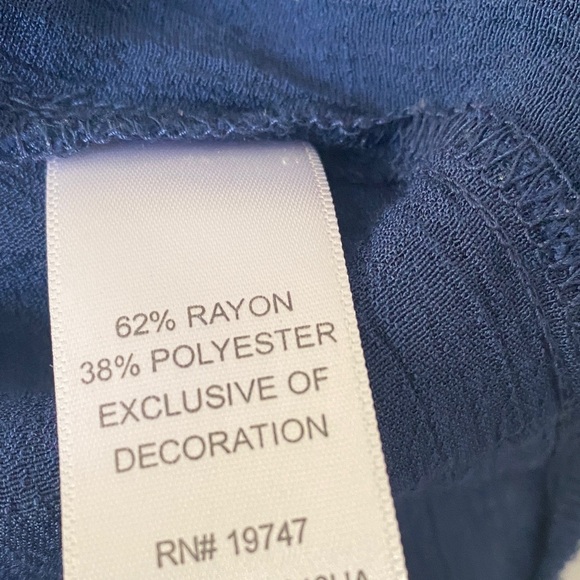 62% RAYON
38% POLYESTER
EXCLUSIVE OF
DECORATION
RN# 19747